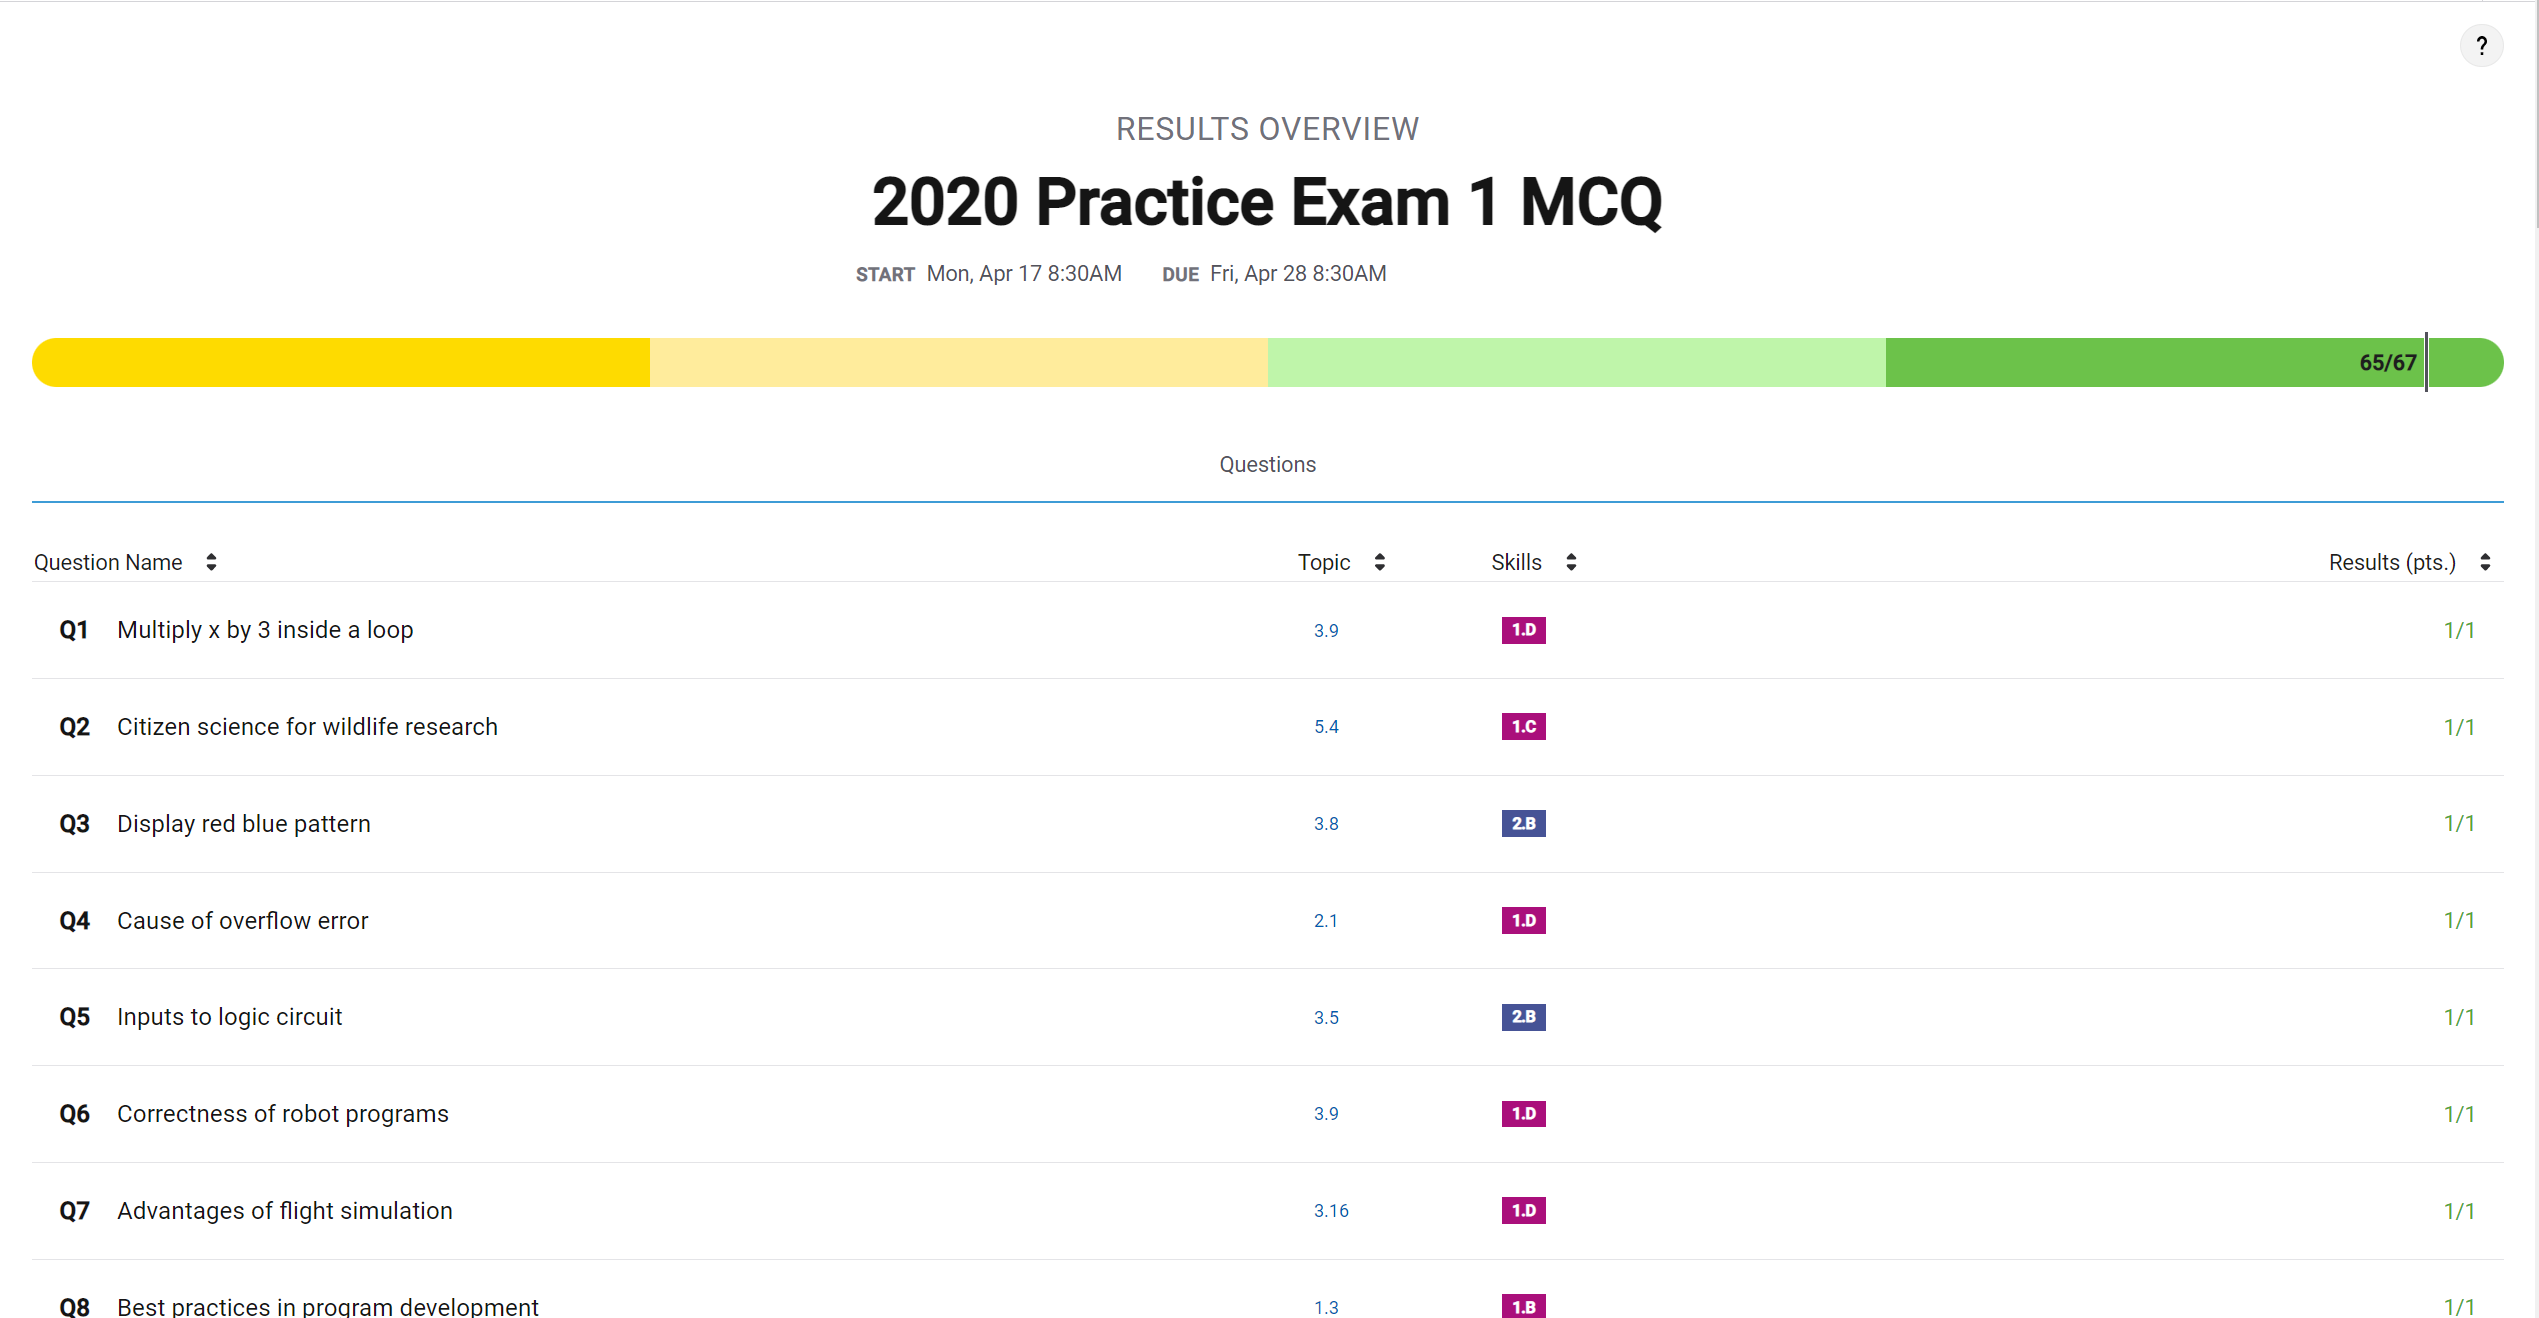 ?
RESULTS OVERVIEW
2020 Practice Exam 1 MCQ
START Mon, Apr 17 8:30AM DUE Fri, Apr 28 8:30AM
65/67
Questions
Question Name Topic Skills Results (pts.)
Q1 Multiply x by 3 inside a loop 3.9 1.D 1/1
Q2 Citizen science for wildlife research 5.4 1.C 1/1
Q3 Display red blue pattern 3.8 2.B 1/1
Q4 Cause of overflow error 2.1 1.D 1/1
Q5 Inputs to logic circuit 3.5 2.B 1/1
Q6 Correctness of robot programs 3.9 1.D 1/1
Q7 Advantages of flight simulation 3.16 1.D 1/1
Q8 Best practices in program development 1.3 1.B 1/1